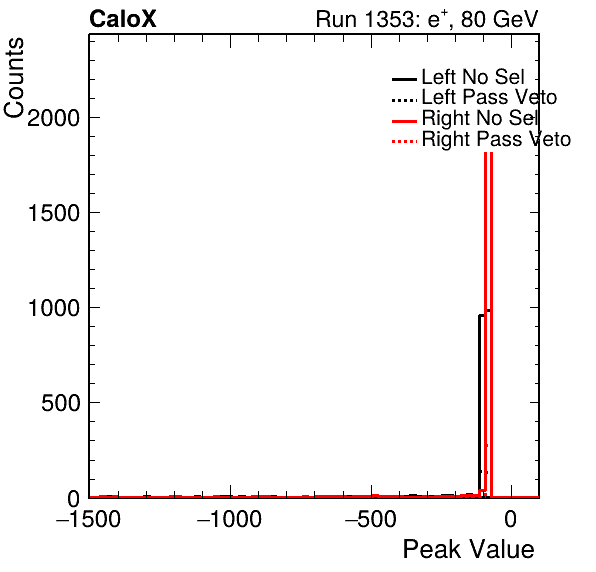 CaloX Run 1353: e+, 80 GeV
Counts
Left No Sel
Left Pass Veto
Right No Sel
Right Pass Veto
2000
1500
1000
500
0
−1500 −1000 −500 0
Peak Value